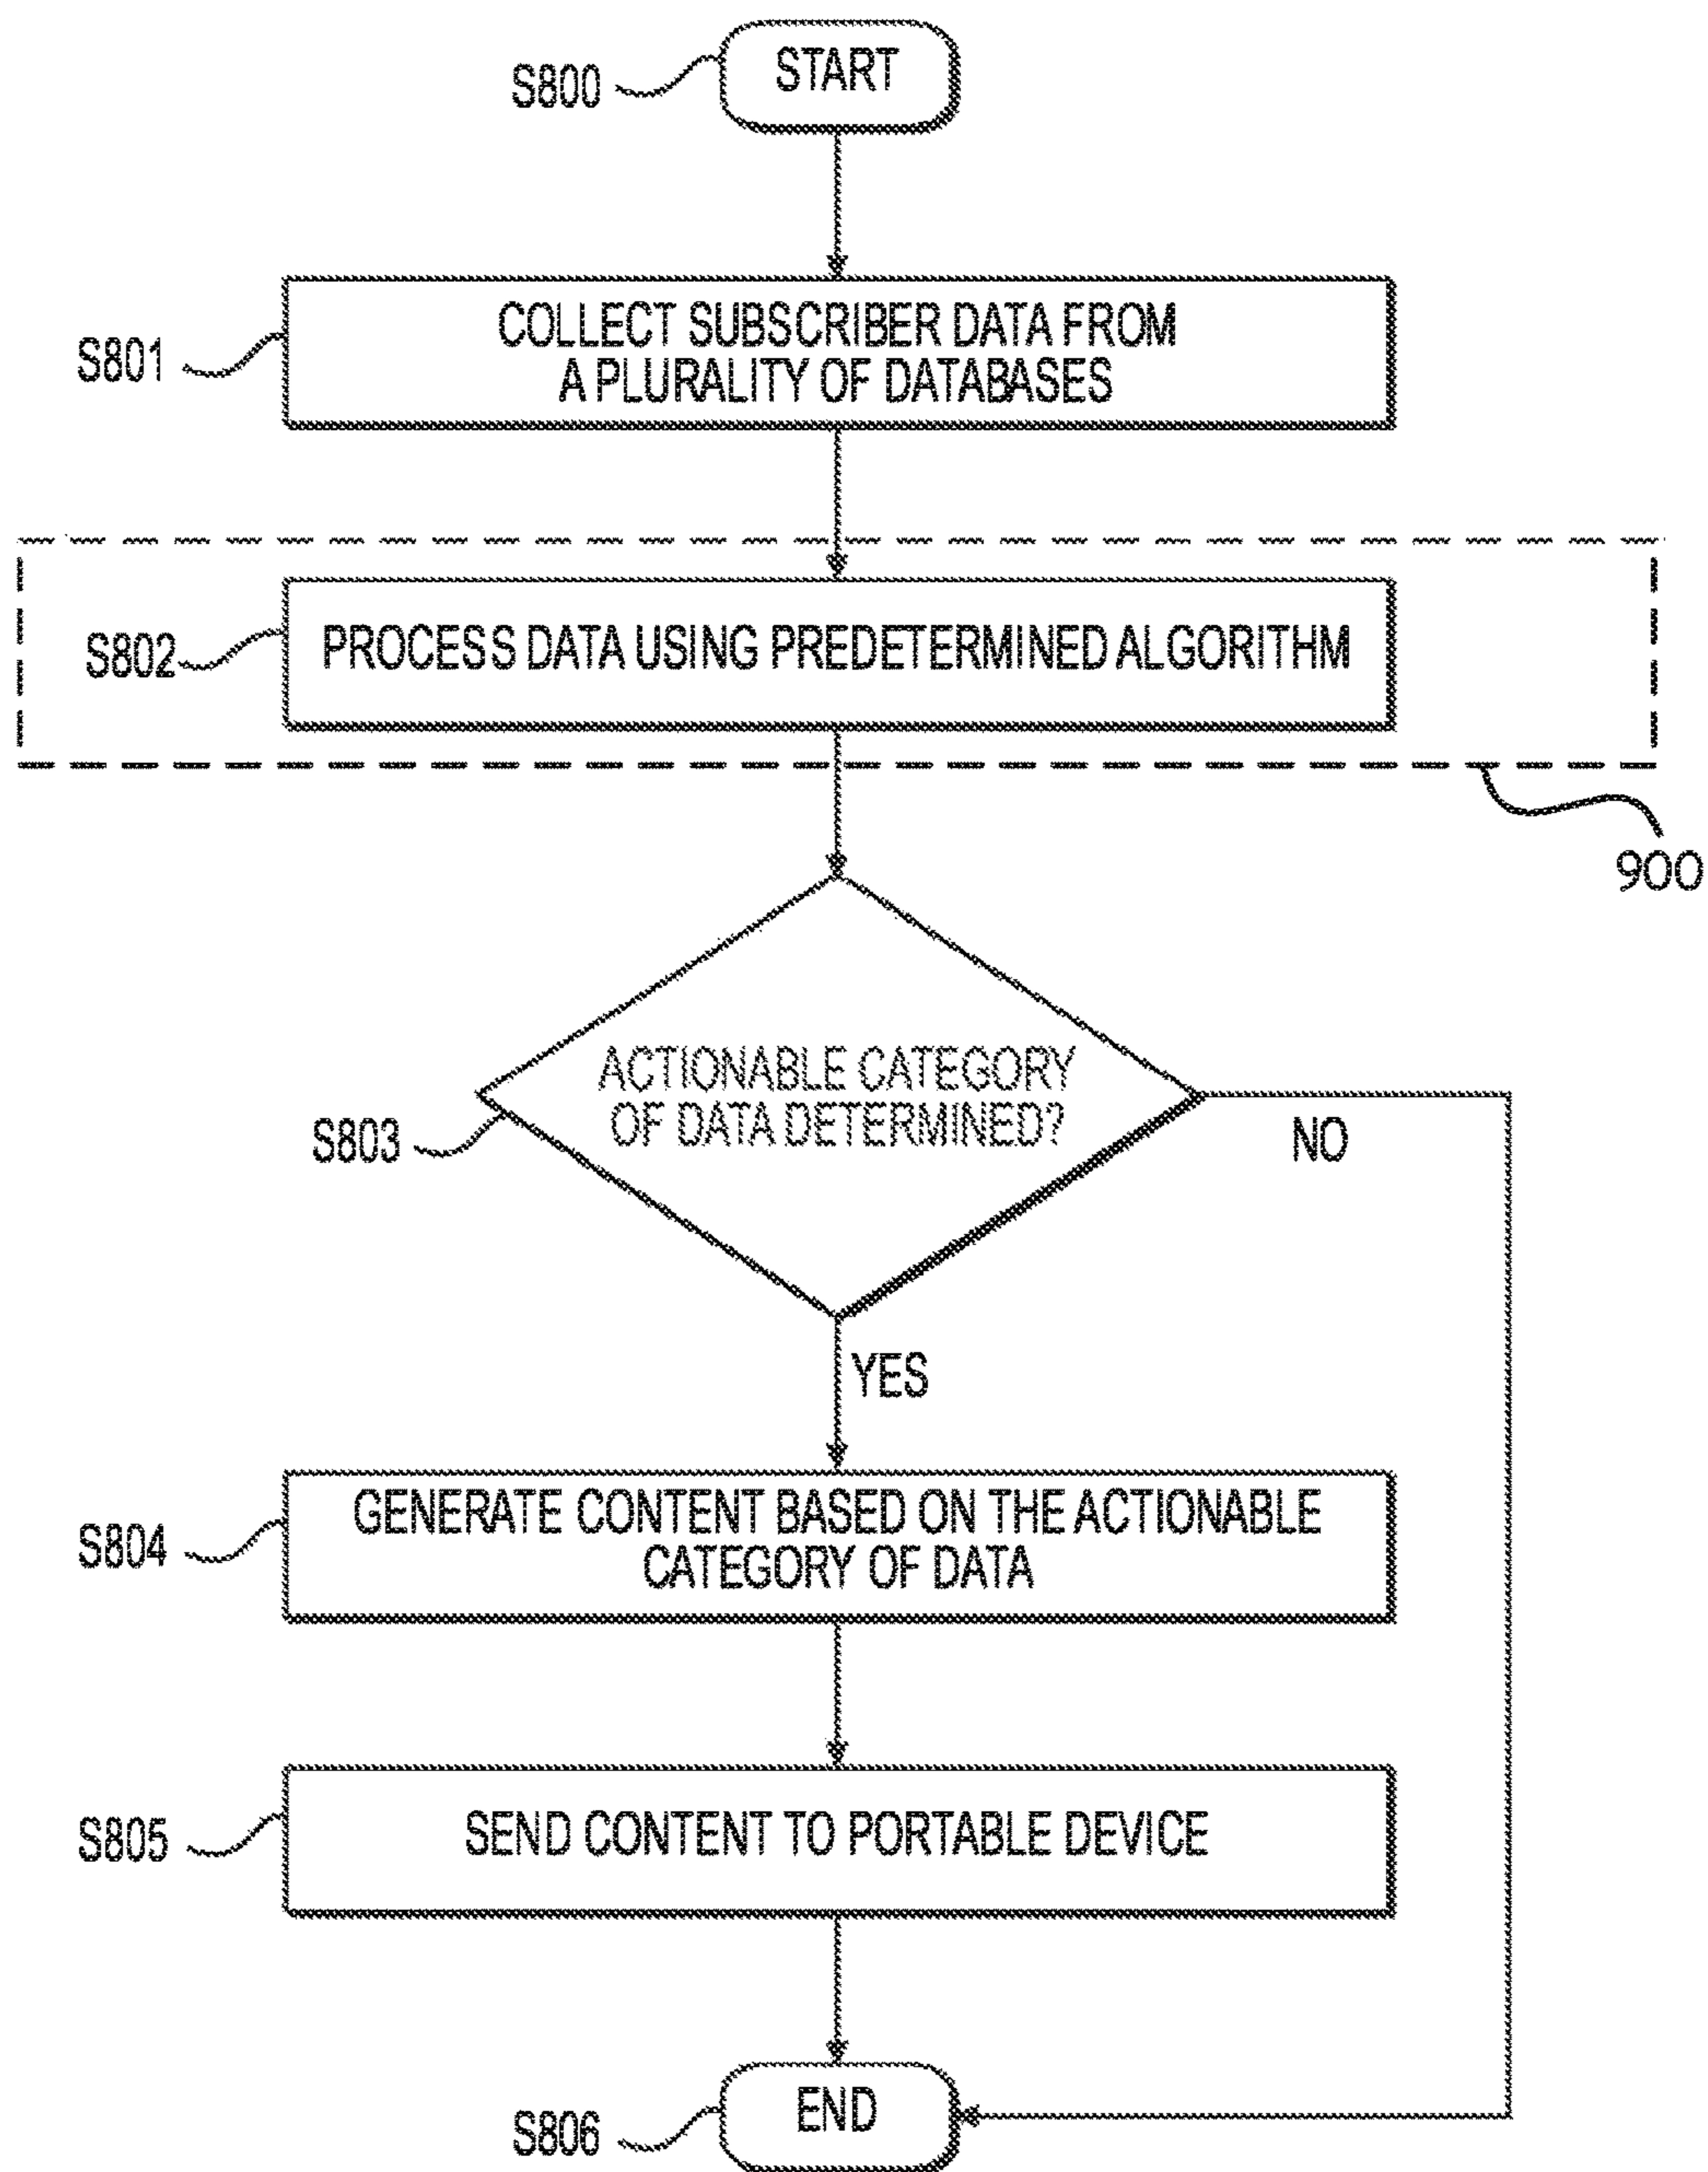 S800
START
S801
COLLECT SUBSCRIBER DATA FROM
A PLURALITY OF DATABASES
S802
PROCESS DATA USING PREDETERMINED ALGORITHM
900
S803
ACTIONABLE CATEGORY
OF DATA DETERMINED?
NO
YES
S804
GENERATE CONTENT BASED ON THE ACTIONABLE
CATEGORY OF DATA
S805
SEND CONTENT TO PORTABLE DEVICE
S806
END